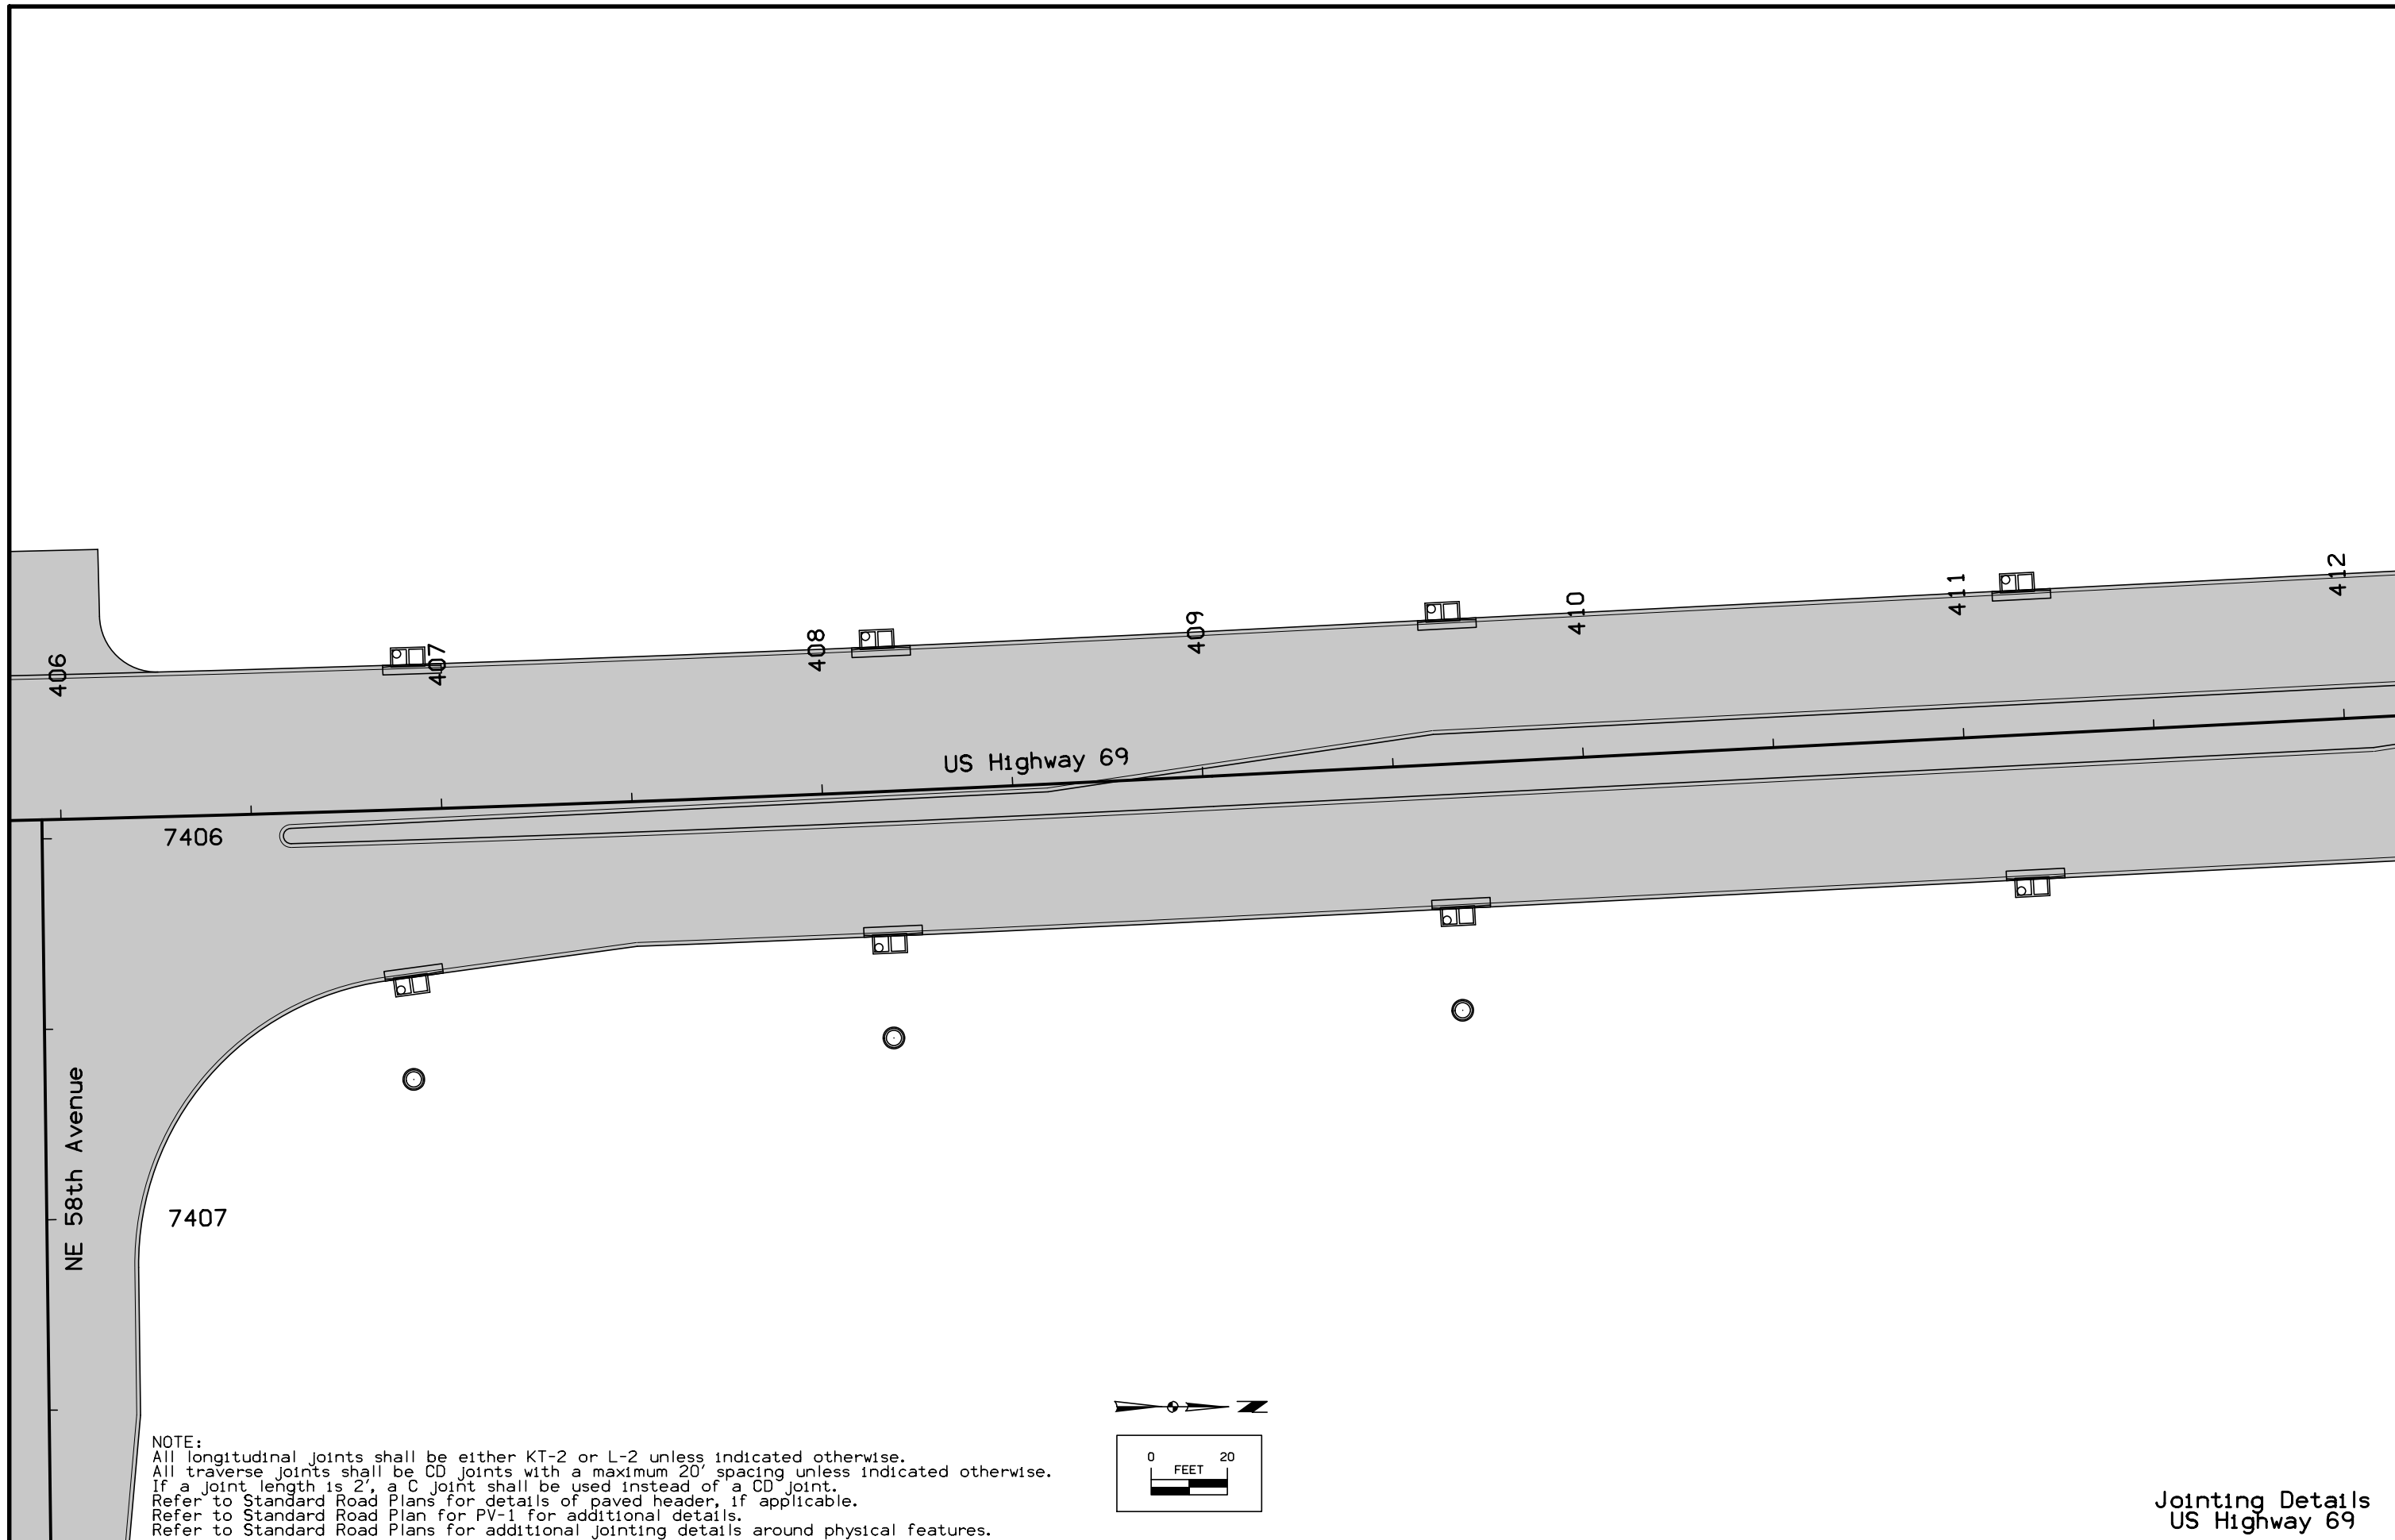 412
411
410
409
408
407
406
US Highway 69
7406
NE 58th Avenue
7407
NOTE:
All longitudinal joints shall be either KT-2 or L-2 unless indicated otherwise.
All traverse joints shall be CD joints with a maximum 20' spacing unless indicated otherwise.
If a joint length is 2', a C joint shall be used instead of a CD joint.
Refer to Standard Road Plans for details of paved header, if applicable.
Refer to Standard Road Plan for PV-1 for additional details.
Refer to Standard Road Plans for additional jointing details around physical features.
N
0 20
FEET
Jointing Details
US Highway 69